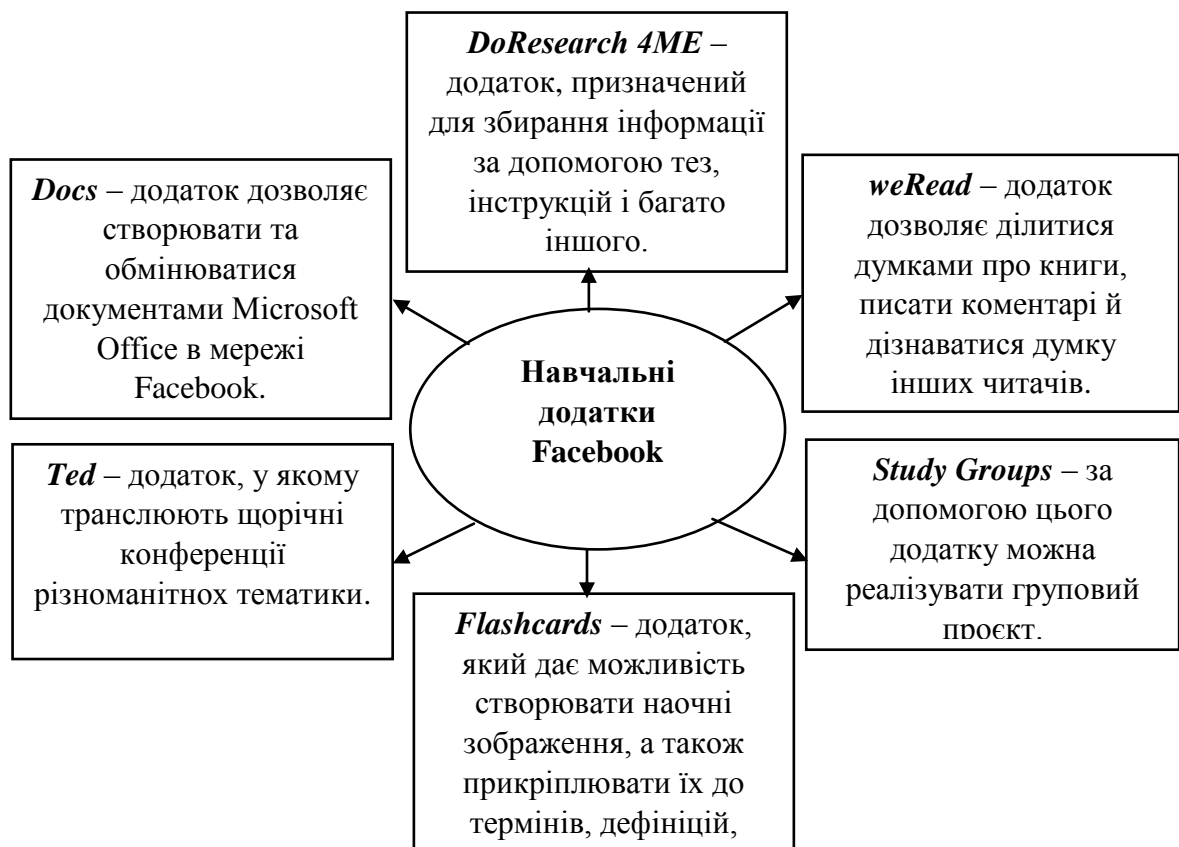 DoResearch 4ME –
додаток, призначений
для збирання інформації
за допомогою тез,
інструкцій і багато
іншого.
Docs – додаток дозволяє
створювати та
обмінюватися
документами Microsoft
Office в мережі
Facebook.
weRead – додаток
дозволяє ділитися
думками про книги,
писати коментарі й
дізнаватися думку
інших читачів.
Навчальні
додатки
Facebook
Ted – додаток, у якому
транслюють щорічні
конференції
різноманітнох тематики.
Study Groups – за
допомогою цього
додатку можна
реалізувати груповий
проєкт.
Flashcards – додаток,
який дає можливість
створювати наочні
зображення, а також
прикріплювати їх до
термінів, дефініцій,